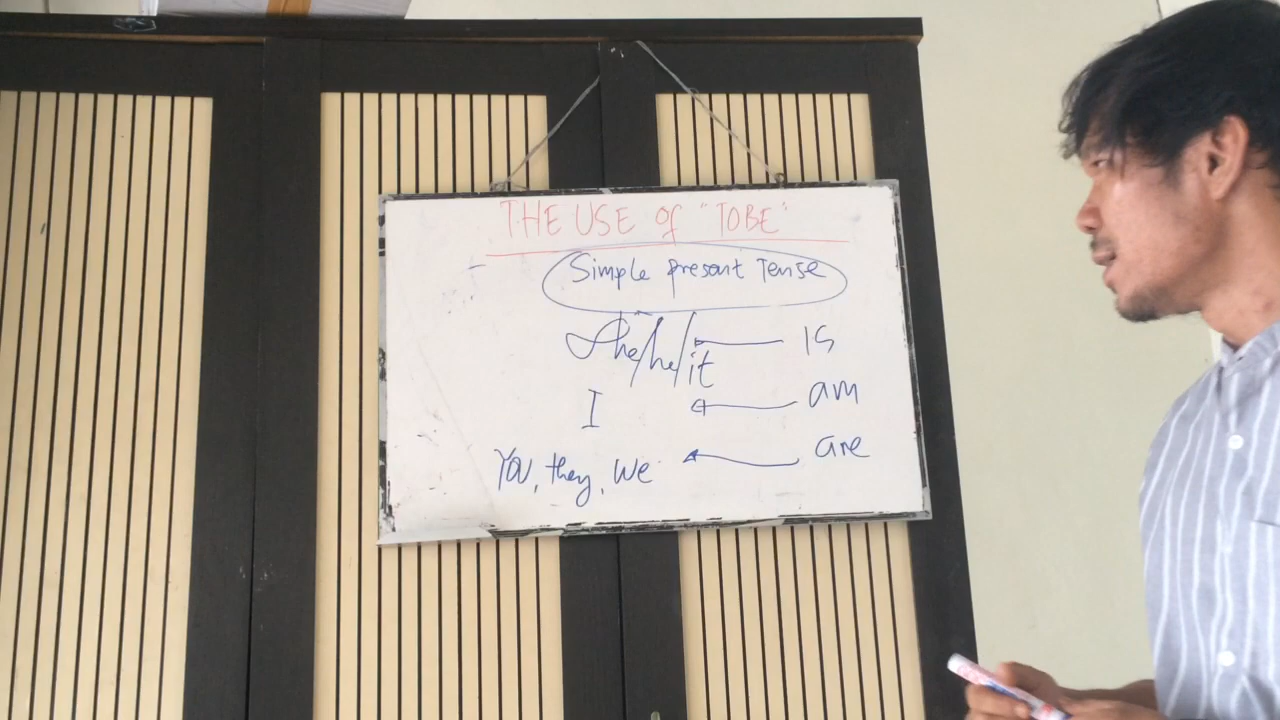 THE USE of "TOBE"
Simple present Tense
She/he/it is
I am
You, they, we are